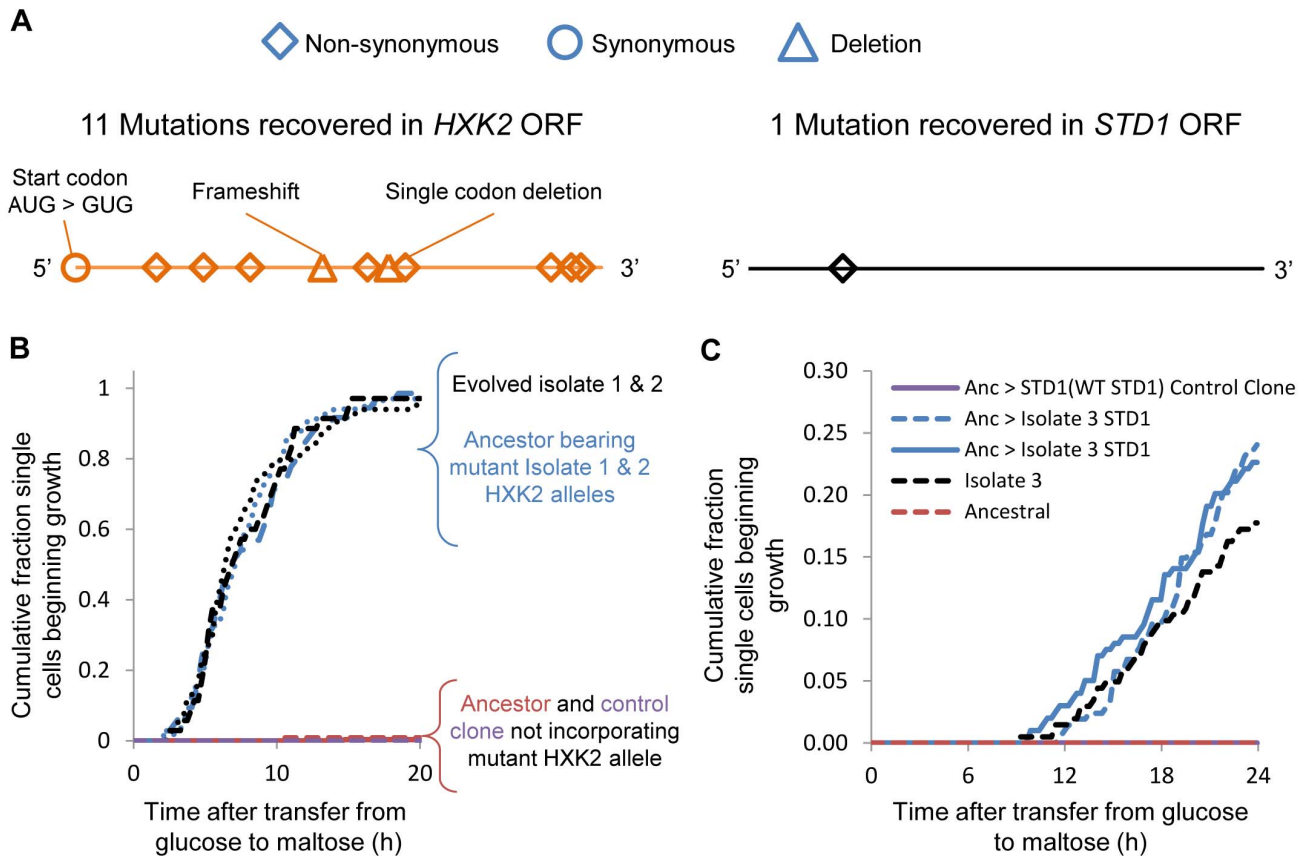 A
Non-synonymous
Synonymous
Deletion
11 Mutations recovered in HXK2 ORF
1 Mutation recovered in STD1 ORF
Start codon
AUG > GUG
Frameshift
Single codon deletion
5’
3’
5’
3’
B
Cumulative fraction single
cells beginning growth
1
0.8
0.6
0.4
0.2
0
0
10
20
Time after transfer from
glucose to maltose (h)
Evolved isolate 1 & 2
Ancestor bearing
mutant Isolate 1 & 2
HXK2 alleles
Ancestor and control
clone not incorporating
mutant HXK2 allele
C
Cumulative fraction
single cells beginning
growth
0.30
0.25
0.20
0.15
0.10
0.05
0.00
0
6
12
18
24
Time after transfer from glucose
to maltose (h)
Anc > STD1(WT STD1) Control Clone
Anc > Isolate 3 STD1
Anc > Isolate 3 STD1
Isolate 3
Ancestral